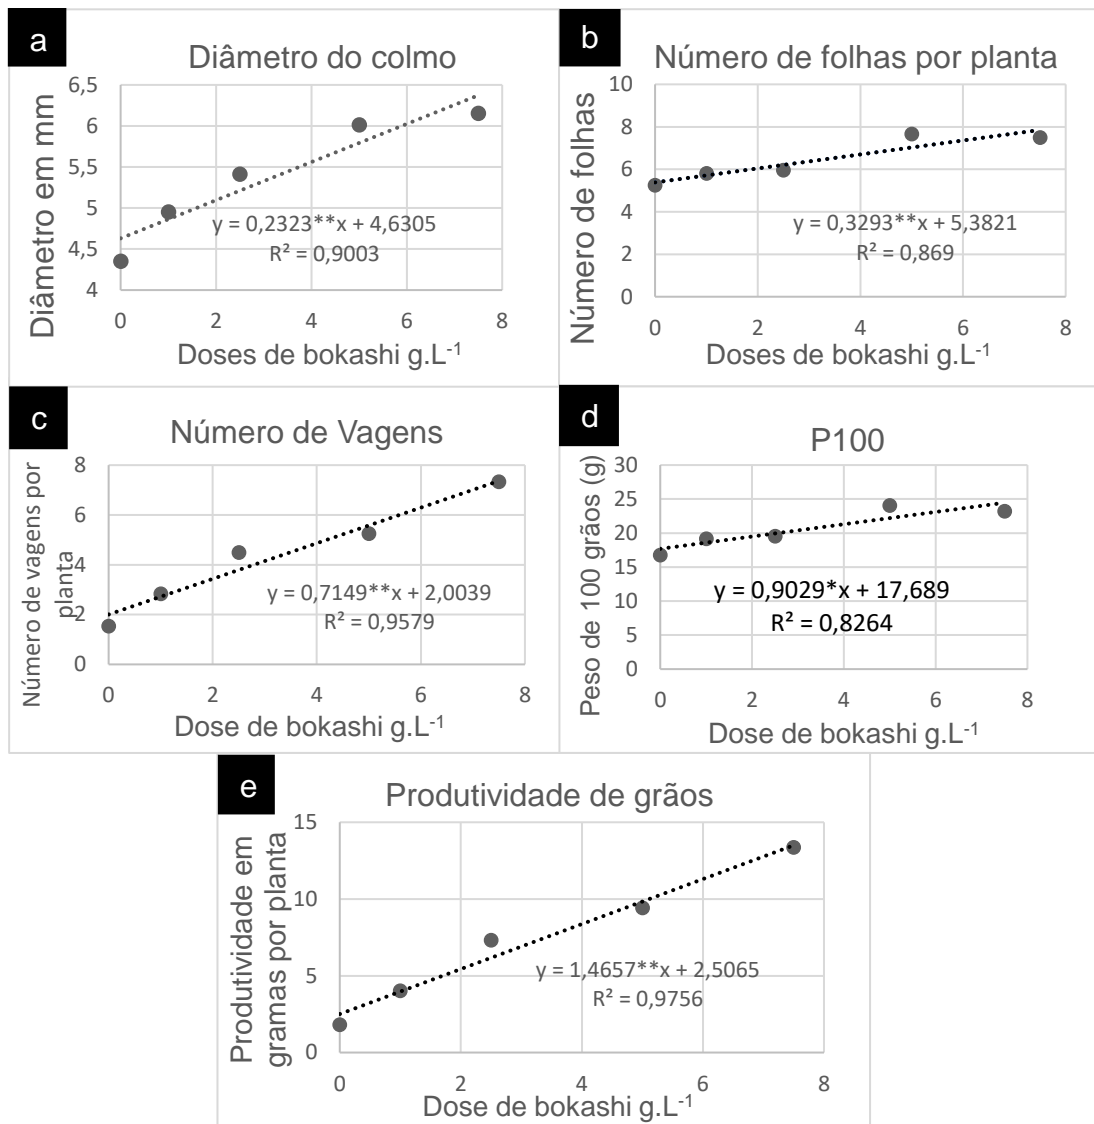 a
Diâmetro do colmo
Diâmetro em mm
6,5
6
5,5
5
4,5
4
y = 0,2323**x + 4,6305
R² = 0,9003
0 2 4 6 8
Doses de bokashi g.L⁻¹
b
Número de folhas por planta
Número de folhas
10
8
6
4
2
0
y = 0,3293**x + 5,3821
R² = 0,869
0 2 4 6 8
Doses de bokashi g.L⁻¹
c
Número de Vagens
Número de vagens por
planta
8
6
4
2
0
y = 0,7149**x + 2,0039
R² = 0,9579
0 2 4 6 8
Dose de bokashi g.L⁻¹
d
P100
Peso de 100 grãos (g)
30
25
20
15
10
5
0
y = 0,9029*x + 17,689
R² = 0,8264
0 2 4 6 8
Dose de bokashi g.L⁻¹
e
Produtividade de grãos
Produtividade em
gramas por planta
15
10
5
0
y = 1,4657**x + 2,5065
R² = 0,9756
0 2 4 6 8
Dose de bokashi g.L⁻¹